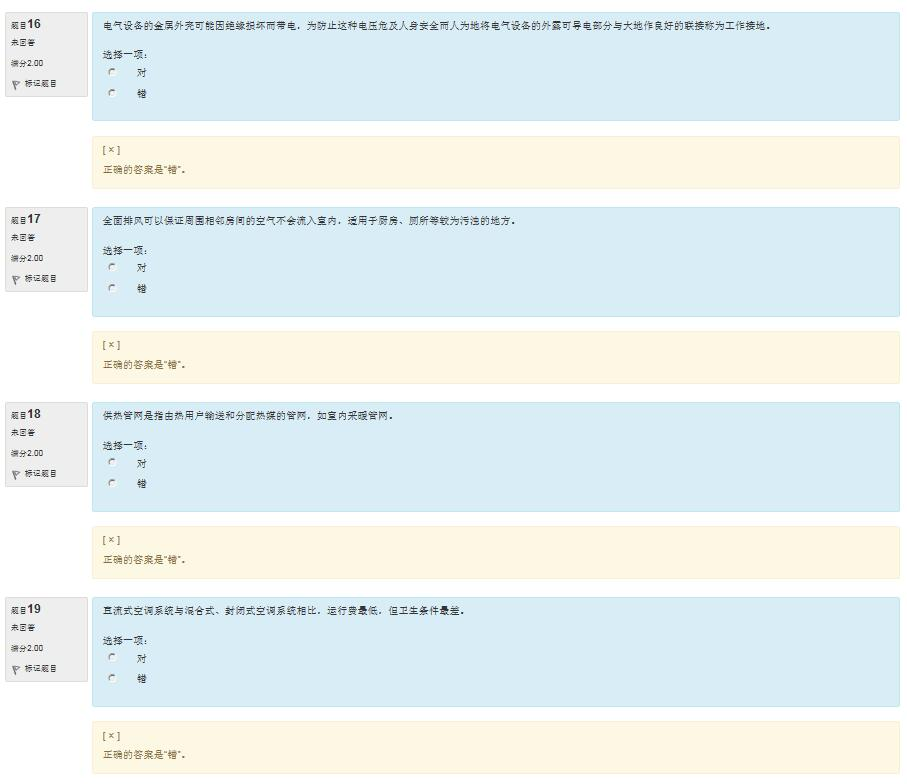 题目16
未回答
满分2.00
标记题目
电气设备的金属外壳可能因绝缘损坏而带电，为防止这种电压危及人身安全而人为地将电气设备的外露可导电部分与大地作良好的联接称为工作接地。
选择一项：
对
错
[ × ]
正确的答案是“错”。
题目17
未回答
满分2.00
标记题目
全面排风可以保证周围相邻房间的空气不会流入室内，适用于厨房、厕所等较为污浊的地方。
选择一项：
对
错
[ × ]
正确的答案是“错”。
题目18
未回答
满分2.00
标记题目
供热管网是指由热用户输送和分配热媒的管网，如室内采暖管网。
选择一项：
对
错
[ × ]
正确的答案是“错”。
题目19
未回答
满分2.00
标记题目
直流式空调系统与混合式、封闭式空调系统相比，运行费最低，但卫生条件最差。
选择一项：
对
错
[ × ]
正确的答案是“错”。